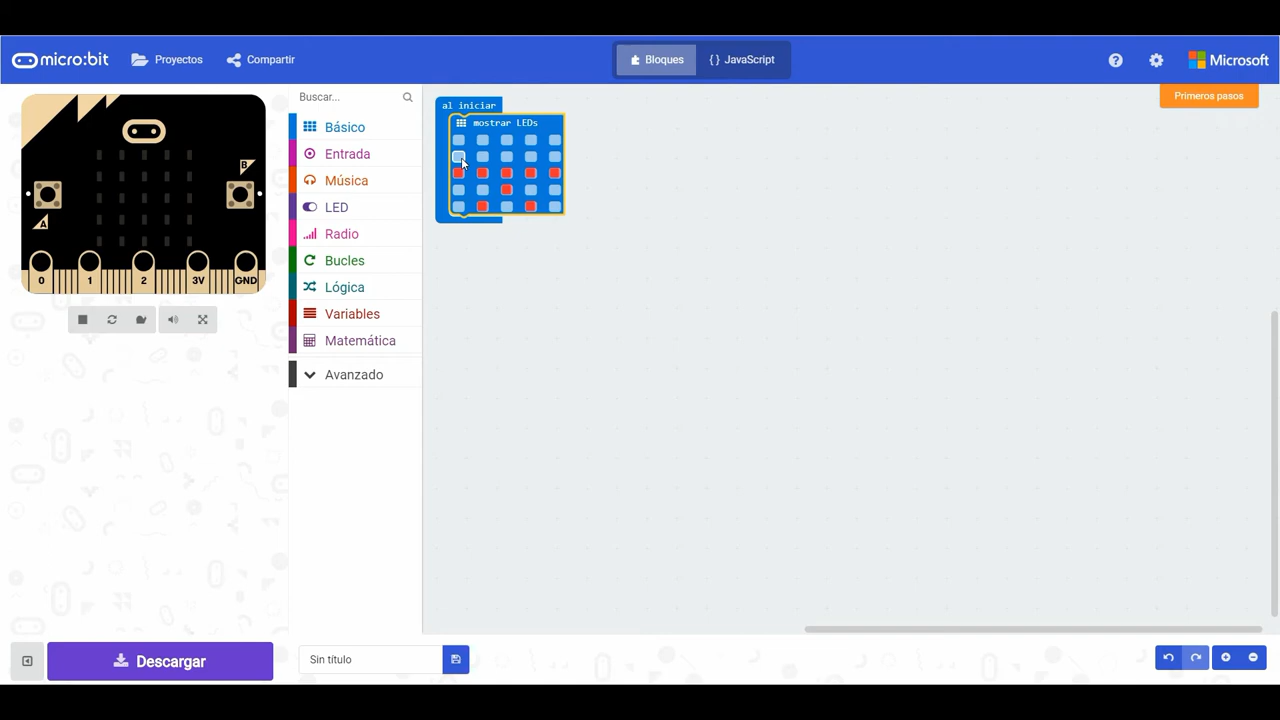 micro:bit
Proyectos
Compartir
Bloques
{ } JavaScript
?
Microsoft
B
A
0
1
2
3V
GND
Buscar...
Básico
Entrada
Música
LED
Radio
Bucles
Lógica
Variables
Matemática
Avanzado
al iniciar
mostrar LEDs
Primeros pasos
Descargar
Sin título